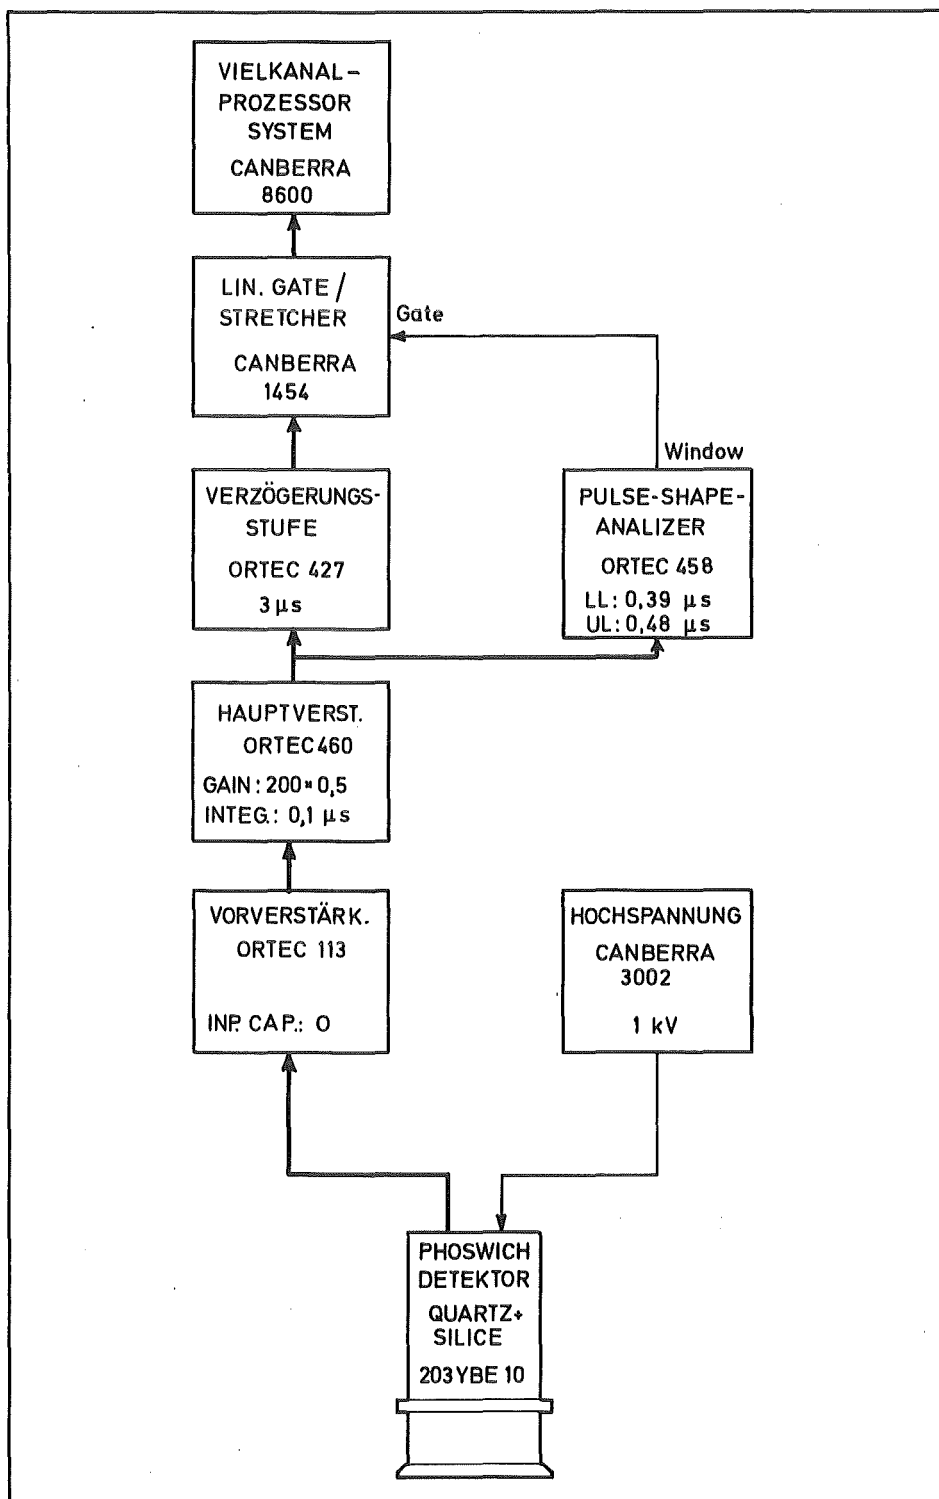 VIELKANAL-
PROZESSOR
SYSTEM
CANBERRA
8600
LIN. GATE /
STRETCHER
CANBERRA
1454
Gate
Window
VERZÖGERUNGS-
STUFE
ORTEC 427
3 µs
PULSE-SHAPE-
ANALIZER
ORTEC 458
LL: 0,39 µs
UL: 0,48 µs
HAUPTVERST.
ORTEC 460
GAIN: 200*0,5
INTEG.: 0,1 µs
VORVERSTÄRK.
ORTEC 113
INP. CAP.: 0
HOCHSPANNUNG
CANBERRA
3002
1 kV
PHOSWICH
DETEKTOR
QUARTZ+
SILICE
203YBE 10